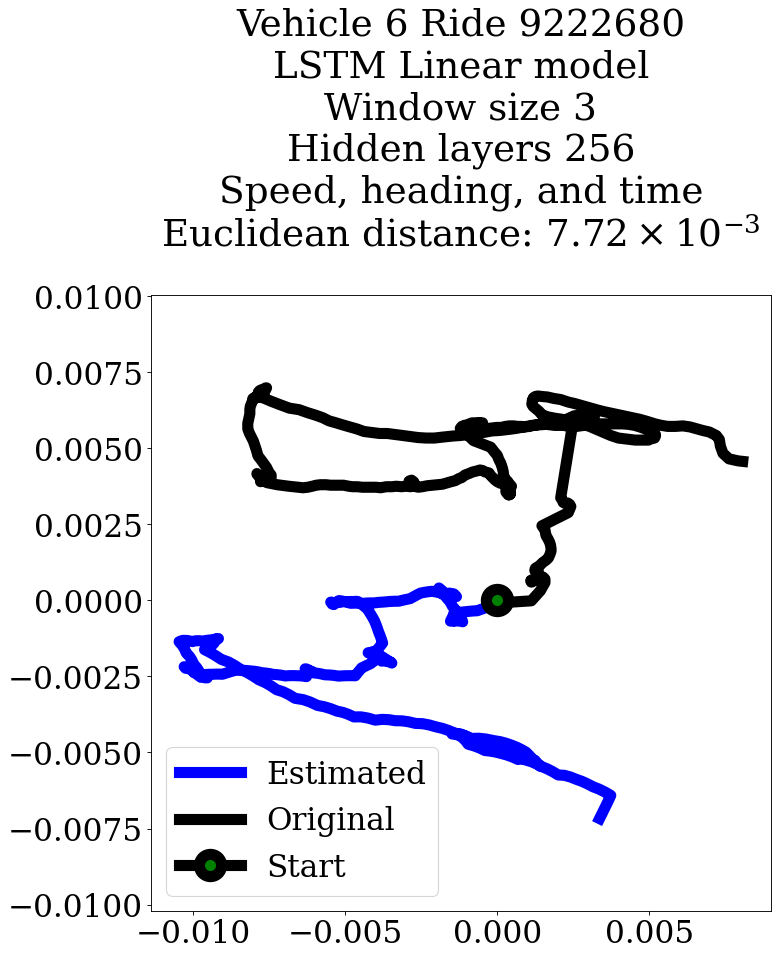 Vehicle 6 Ride 9222680
LSTM Linear model
Window size 3
Hidden layers 256
Speed, heading, and time
Euclidean distance: 7.72 × 10⁻³
0.0100
0.0075
0.0050
0.0025
0.0000
−0.0025
−0.0050
−0.0075
−0.0100
Estimated
Original
Start
−0.010
−0.005
0.000
0.005